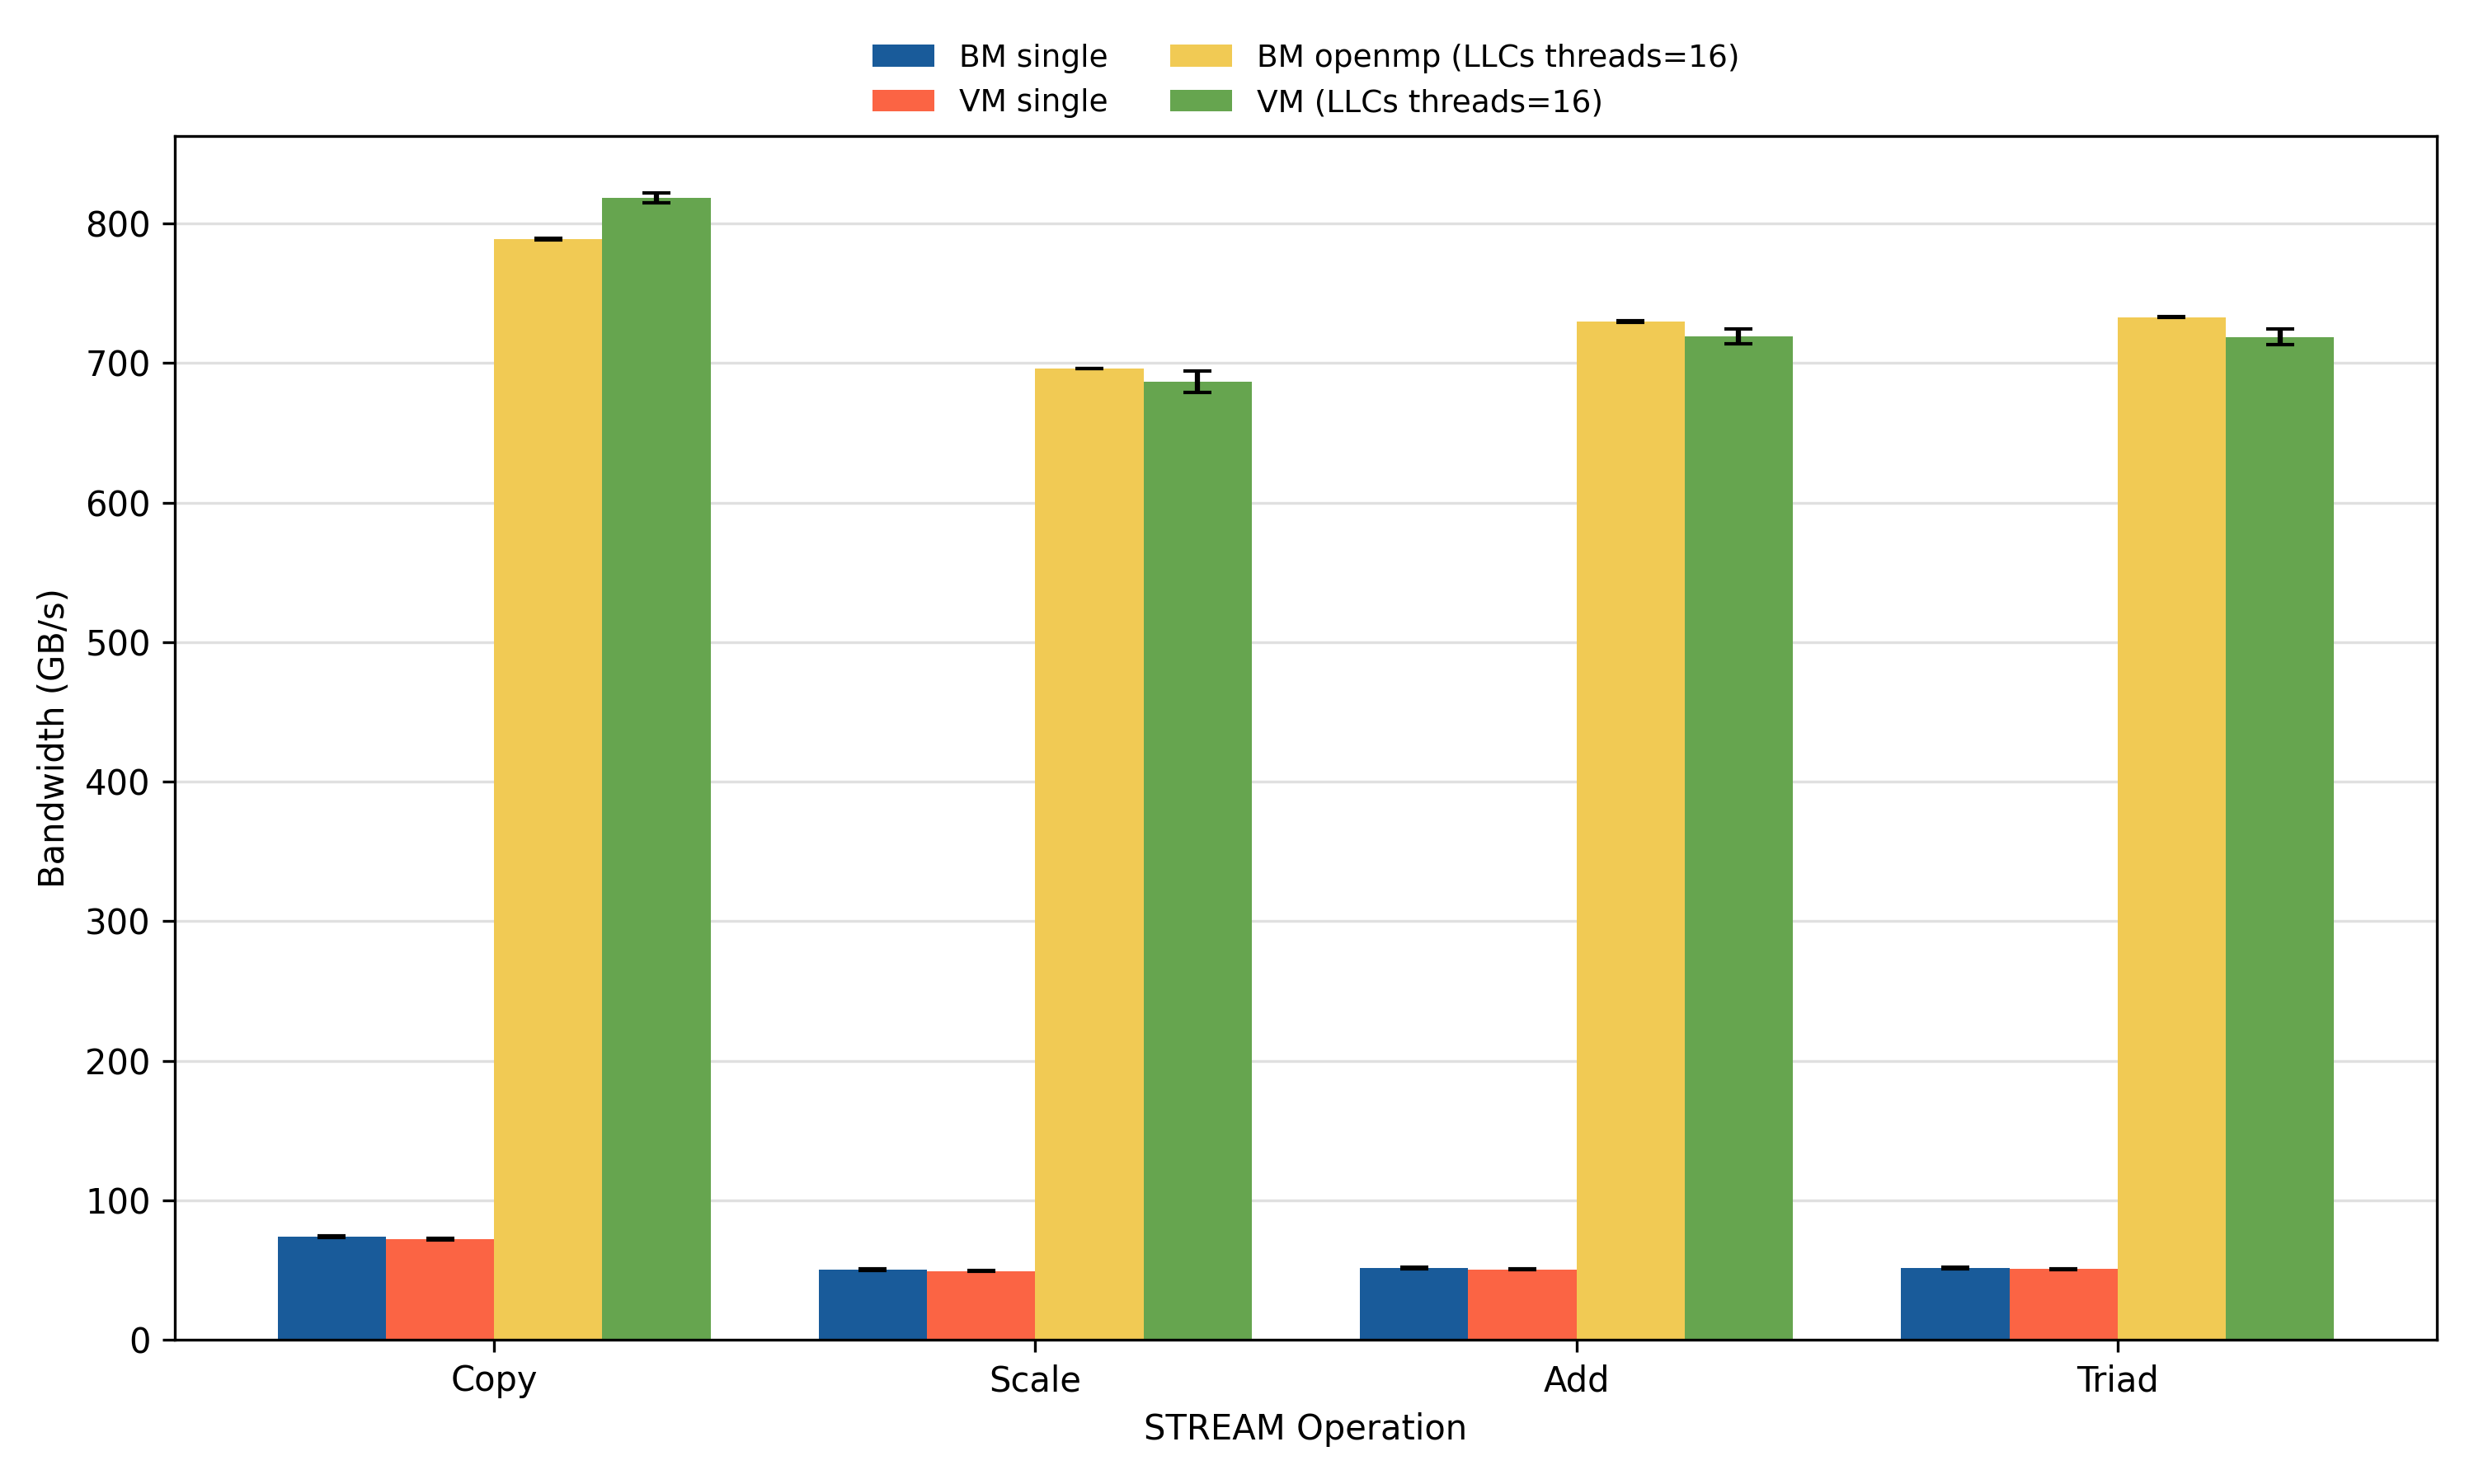 BM single
VM single
BM openmp (LLCs threads=16)
VM (LLCs threads=16)
Bandwidth (GB/s)
800
700
600
500
400
300
200
100
0
Copy
Scale
Add
Triad
STREAM Operation